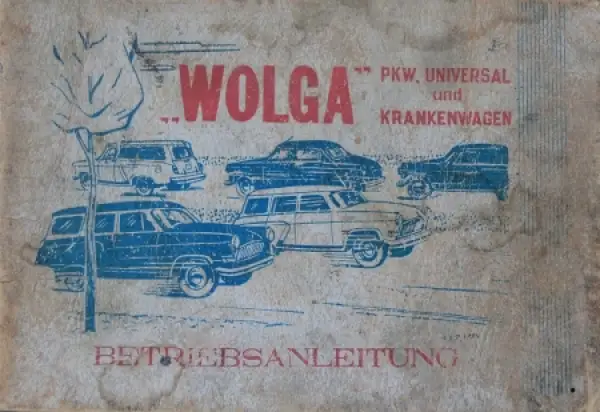 „WOLGA”
PKW, UNIVERSAL
und
KRANKENWAGEN
BETRIEBSANLEITUNG